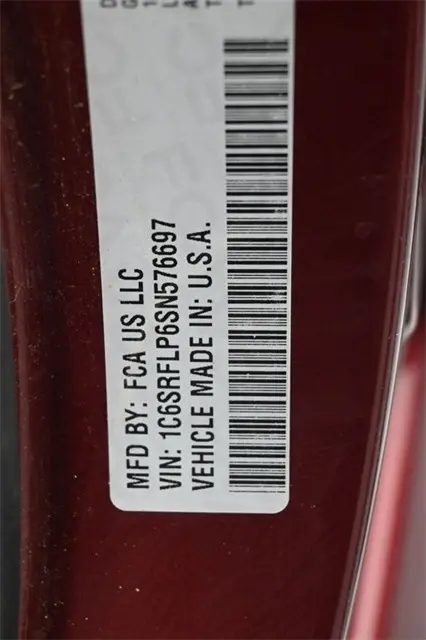 MFD BY: FCA US LLC
VIN: 1C6SRFLP6SN576697
VEHICLE MADE IN: U.S.A.